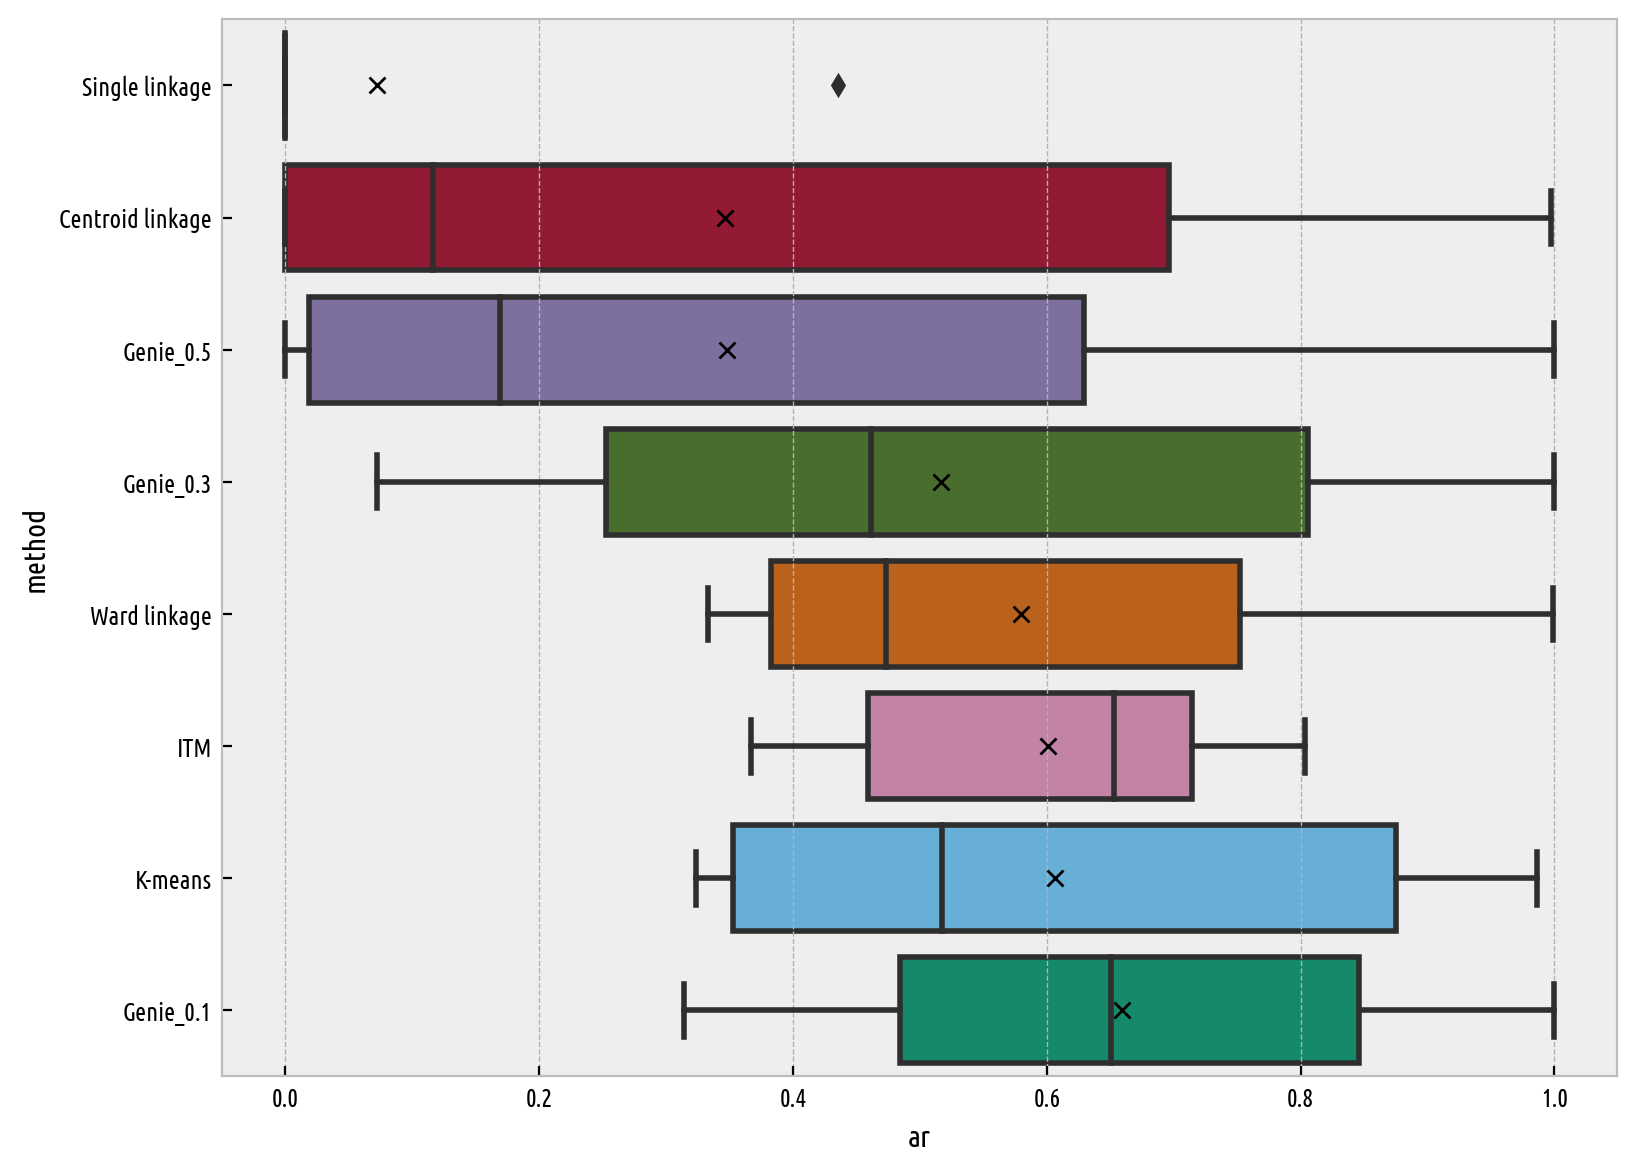 Single linkage
Centroid linkage
Genie_0.5
Genie_0.3
method
Ward linkage
ITM
K-means
Genie_0.1
0.0 0.2 0.4 0.6 0.8 1.0
ar